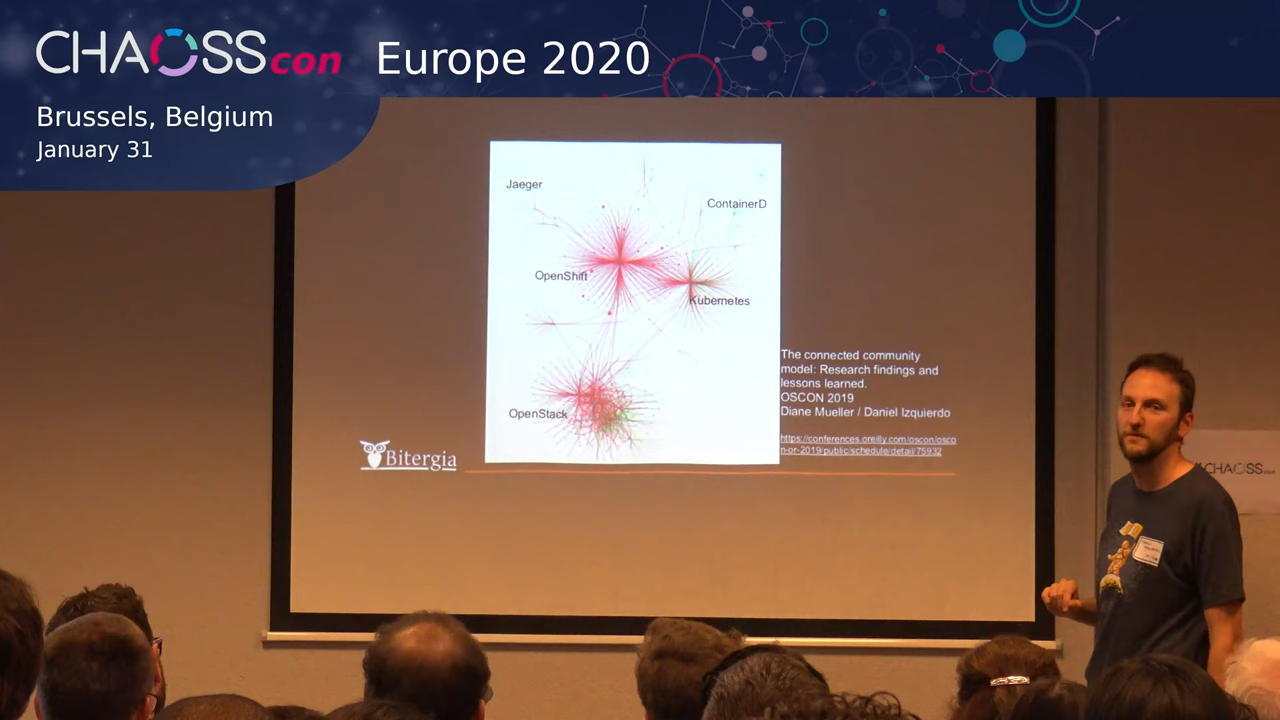 CHAOSScon Europe 2020
Brussels, Belgium
January 31
Jaeger
ContainerD
OpenShift
Kubernetes
OpenStack
The connected community
model: Research findings and
lessons learned.
OSCON 2019
Diane Mueller / Daniel Izquierdo
https://conferences.oreilly.com/oscon/osco
n-or-2019/public/schedule/detail/75932
Bitergia
CHAOSScon